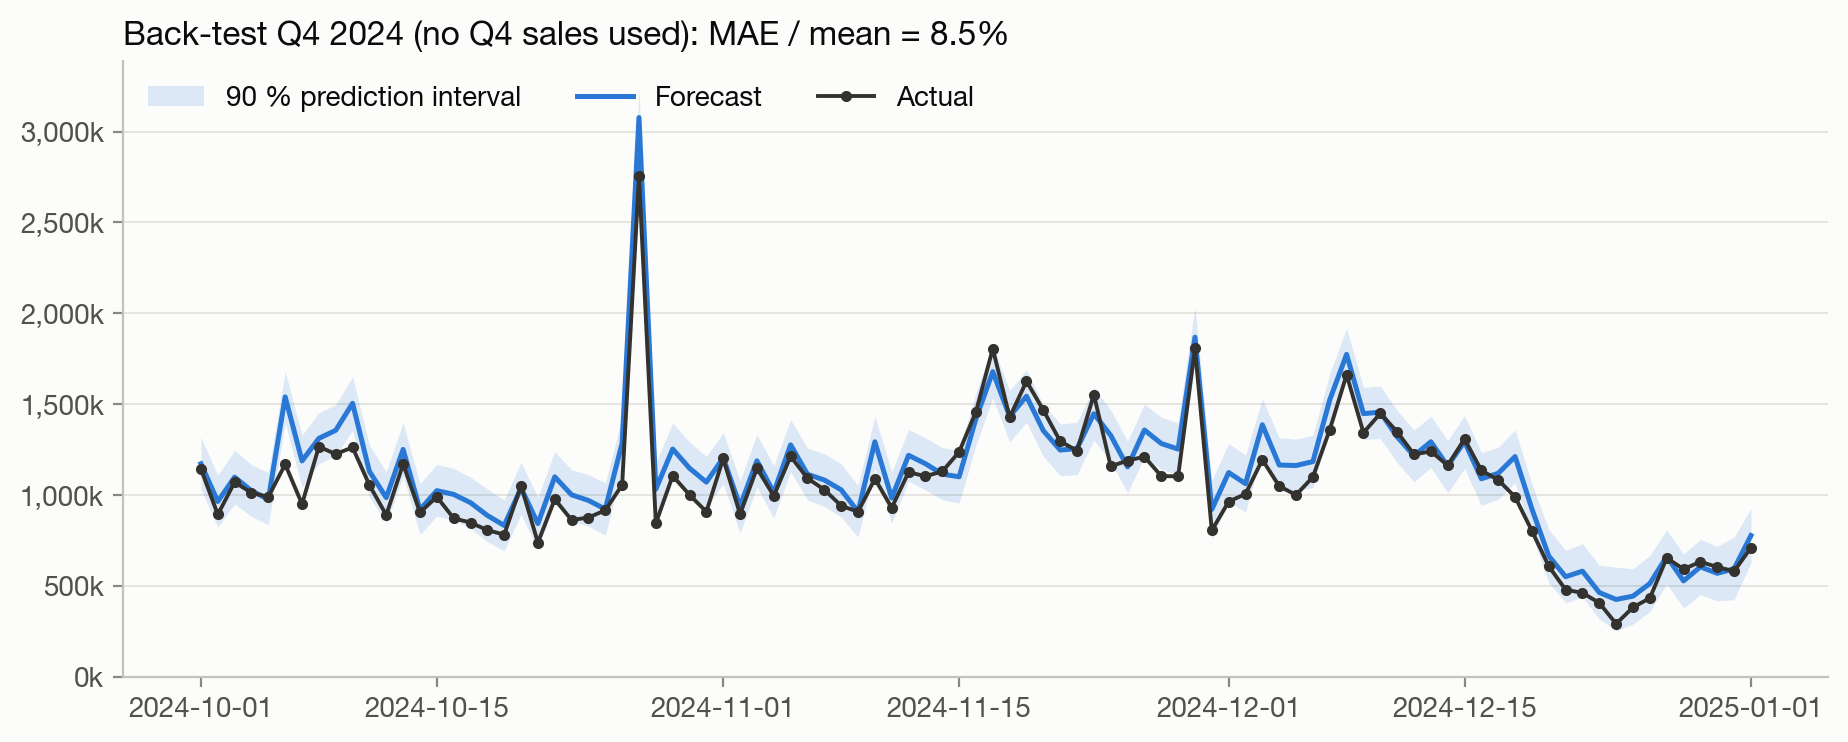 Back-test Q4 2024 (no Q4 sales used): MAE / mean = 8.5%
90 % prediction interval Forecast Actual
3,000k
2,500k
2,000k
1,500k
1,000k
500k
0k
2024-10-01 2024-10-15 2024-11-01 2024-11-15 2024-12-01 2024-12-15 2025-01-01